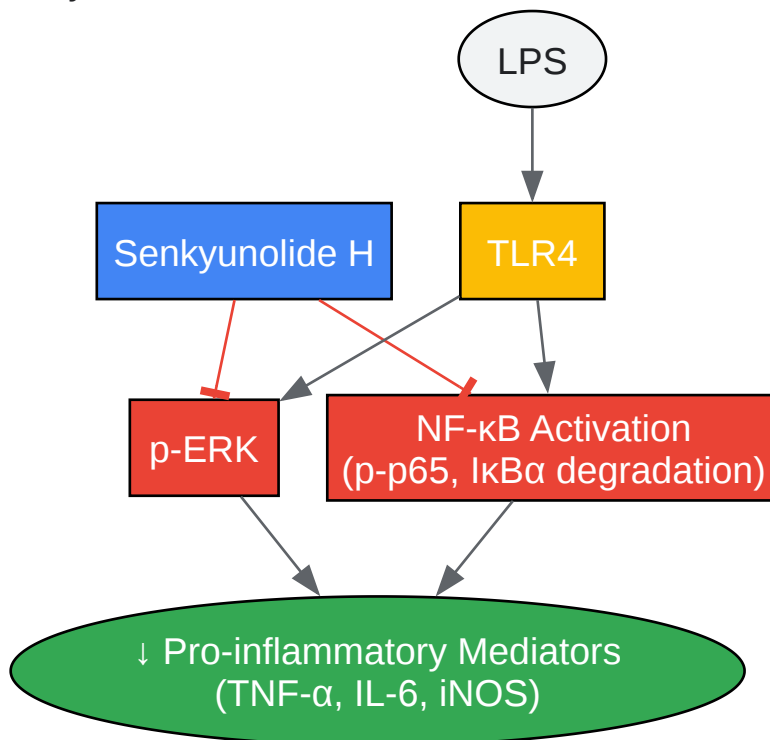 LPS
Senkyunolide H
TLR4
p-ERK
NF-κB Activation
(p-p65, IκBα degradation)
↓ Pro-inflammatory Mediators
(TNF-α, IL-6, iNOS)